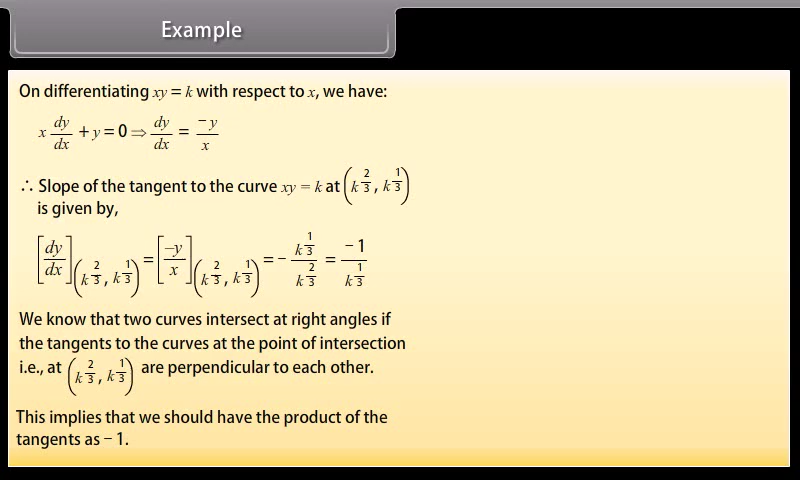 Example
On differentiating xy = k with respect to x, we have:
x dy/dx + y = 0 ⇒ dy/dx = −y/x
∴ Slope of the tangent to the curve xy = k at (k^(2/3), k^(1/3))
is given by,
[dy/dx](k^(2/3), k^(1/3)) = [−y/x](k^(2/3), k^(1/3)) = − k^(1/3)/k^(2/3) = −1/k^(1/3)
We know that two curves intersect at right angles if
the tangents to the curves at the point of intersection
i.e., at (k^(2/3), k^(1/3)) are perpendicular to each other.
This implies that we should have the product of the
tangents as − 1.